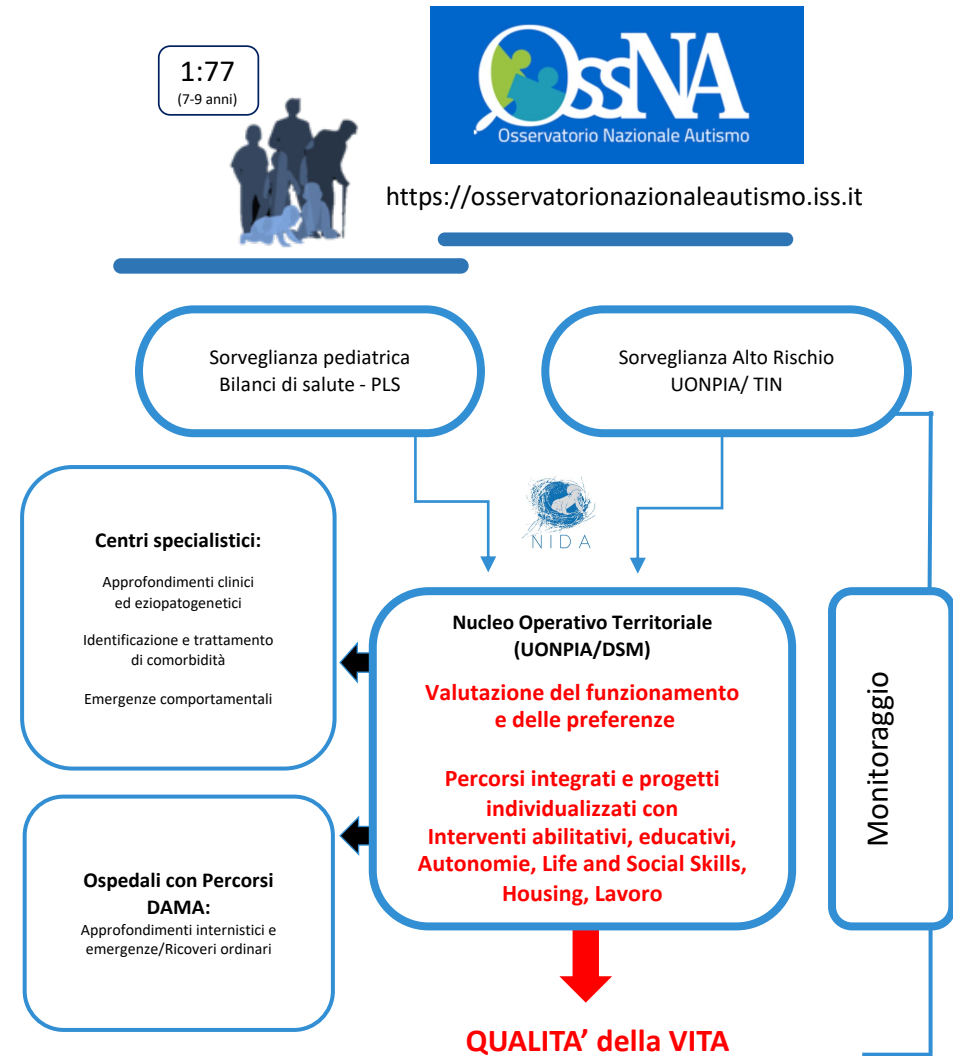 1:77
(7-9 anni)
OssNA
Osservatorio Nazionale Autismo
https://osservatorionazionaleautismo.iss.it
Sorveglianza pediatrica
Bilanci di salute - PLS
Sorveglianza Alto Rischio
UONPIA/ TIN
NIDA
Centri specialistici:
Approfondimenti clinici
ed eziopatogenetici
Identificazione e trattamento
di comorbidità
Emergenze comportamentali
Nucleo Operativo Territoriale
(UONPIA/DSM)
Valutazione del funzionamento
e delle preferenze
Percorsi integrati e progetti
individualizzati con
Interventi abilitativi, educativi,
Autonomie, Life and Social Skills,
Housing, Lavoro
Monitoraggio
Ospedali con Percorsi
DAMA:
Approfondimenti internistici e
emergenze/Ricoveri ordinari
QUALITA’ della VITA